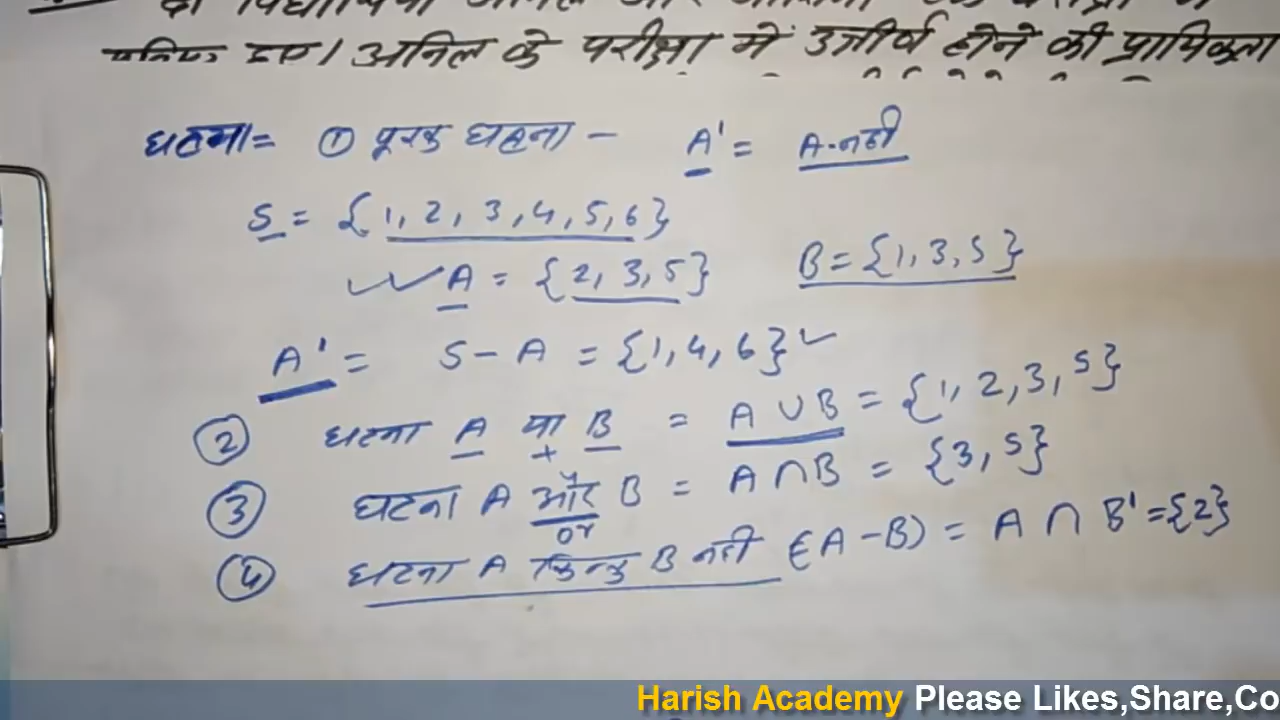 दो विद्यार्थियों अनिल और
हुए। अनिल के परीक्षा में उत्तीर्ण होने की प्रायिकता
घटना= ① पूरक घटना – A' = A-नही
S = {1, 2, 3, 4, 5, 6}
A = {2, 3, 5} B = {1, 3, 5}
A' = S - A = {1, 4, 6}
② घटना A या B = A ∪ B = {1, 2, 3, 5}
+
③ घटना A और B = A ∩ B = {3, 5}
or
④ घटना A किन्तु B नही (A - B) = A ∩ B' = {2}
Harish Academy Please Likes,Share,Co